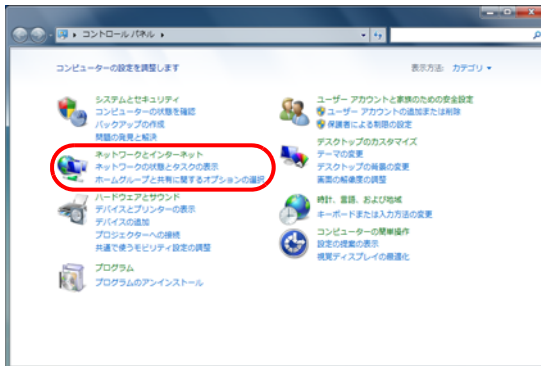 コントロール パネル
コンピューターの設定を調整します
表示方法: カテゴリ
システムとセキュリティ
コンピューターの状態を確認
バックアップの作成
問題の発見と解決
ネットワークとインターネット
ネットワークの状態とタスクの表示
ホームグループと共有に関するオプションの選択
ハードウェアとサウンド
デバイスとプリンターの表示
デバイスの追加
プロジェクターへの接続
共通で使うモビリティ設定の調整
プログラム
プログラムのアンインストール
ユーザー アカウントと家族のための安全設定
ユーザー アカウントの追加または削除
保護者による制限の設定
デスクトップのカスタマイズ
テーマの変更
デスクトップの背景の変更
画面の解像度の調整
時計、言語、および地域
キーボードまたは入力方法の変更
コンピューターの簡単操作
設定の提案の表示
視覚ディスプレイの最適化